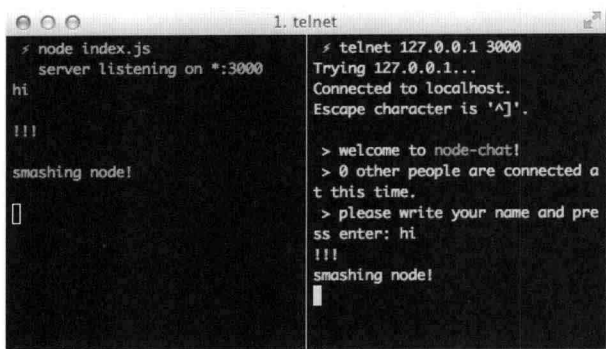 1. telnet
⚡ node index.js
server listening on *:3000
hi
!!!
smashing node!
⚡ telnet 127.0.0.1 3000
Trying 127.0.0.1...
Connected to localhost.
Escape character is '^]'.
> welcome to node-chat!
> 0 other people are connected a
t this time.
> please write your name and pre
ss enter: hi
!!!
smashing node!